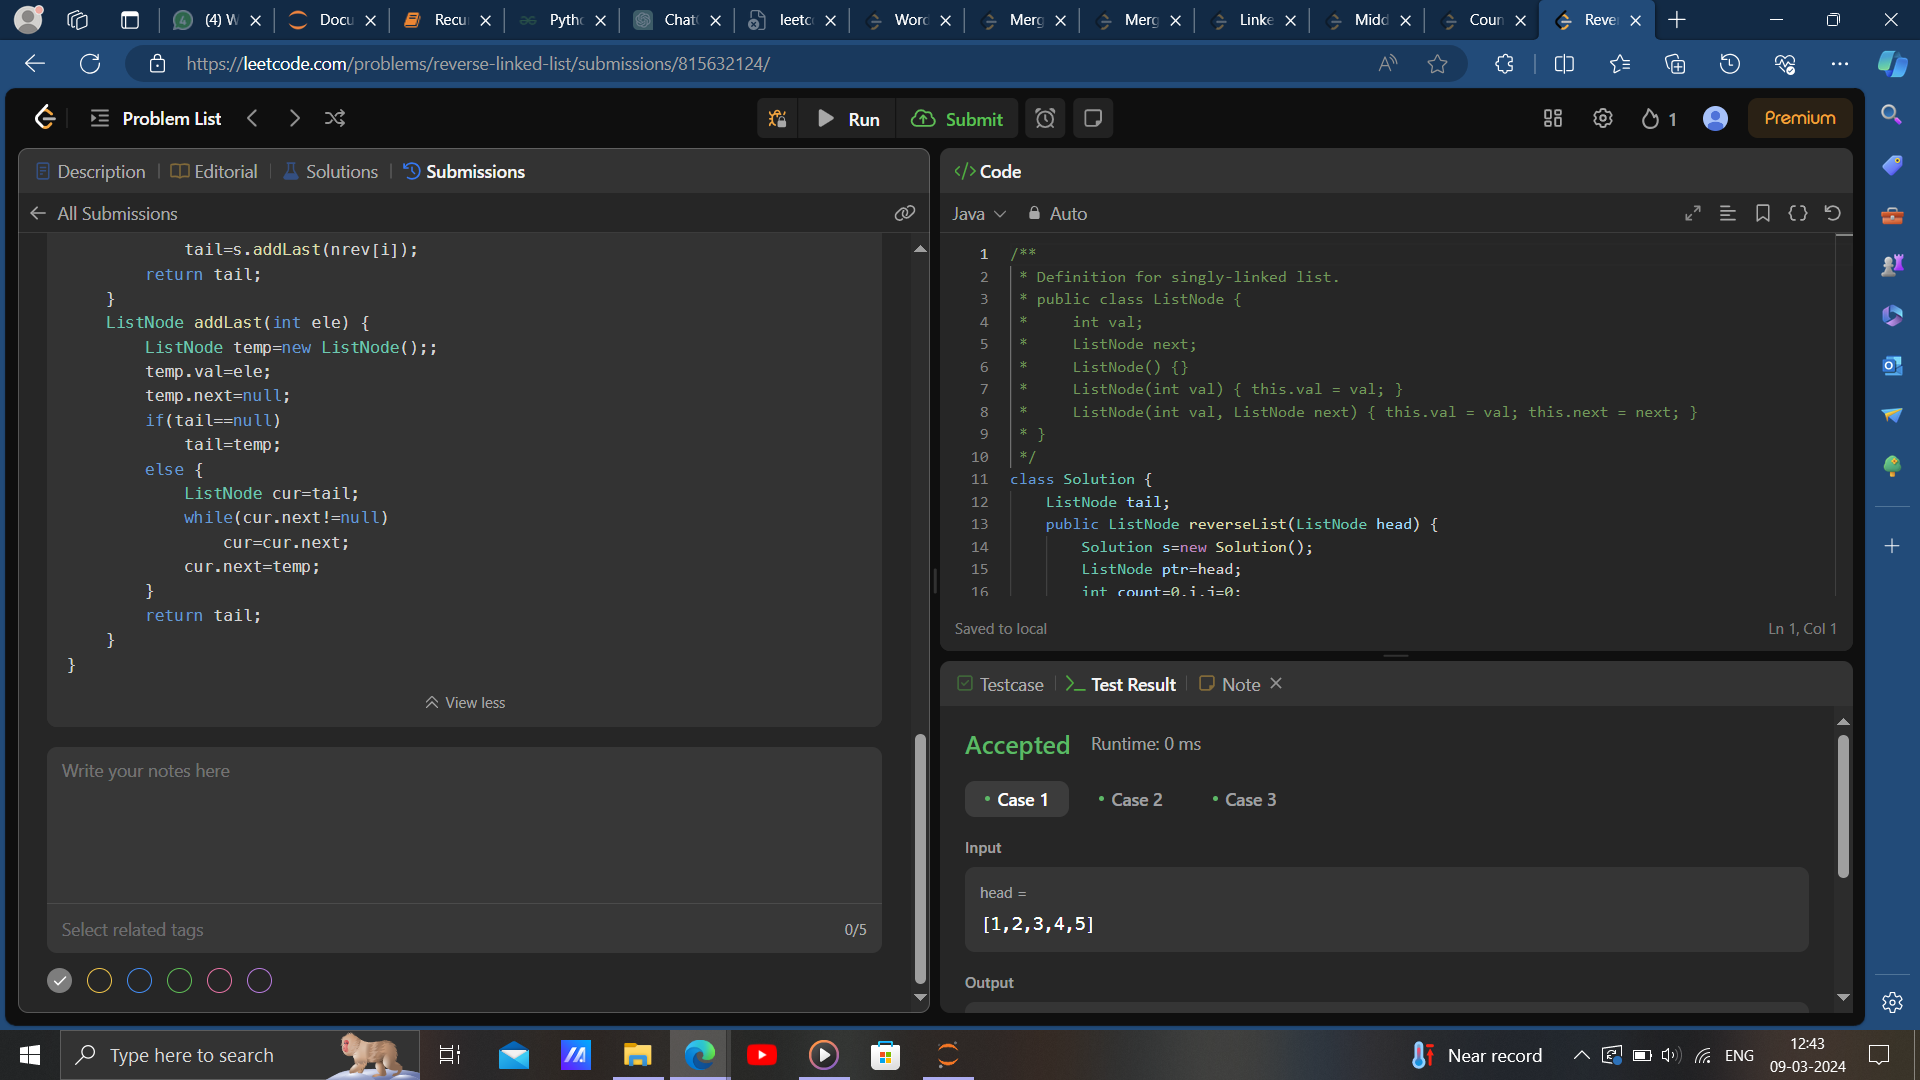 (4) W
Docu
Recu
Pyth
Chat
leetc
Word
Merg
Merg
Linke
Midd
Coun
Rever
https://leetcode.com/problems/reverse-linked-list/submissions/815632124/
Problem List
Run
Submit
1
Premium
Description
Editorial
Solutions
Submissions
All Submissions
tail=s.addLast(nrev[i]);
return tail;
}
ListNode addLast(int ele) {
ListNode temp=new ListNode();;
temp.val=ele;
temp.next=null;
if(tail==null)
tail=temp;
else {
ListNode cur=tail;
while(cur.next!=null)
cur=cur.next;
cur.next=temp;
}
return tail;
}
}
View less
Write your notes here
Select related tags
0/5
</> Code
Java
Auto
1 /**
2 * Definition for singly-linked list.
3 * public class ListNode {
4 * int val;
5 * ListNode next;
6 * ListNode() {}
7 * ListNode(int val) { this.val = val; }
8 * ListNode(int val, ListNode next) { this.val = val; this.next = next; }
9 * }
10 */
11 class Solution {
12 ListNode tail;
13 public ListNode reverseList(ListNode head) {
14 Solution s=new Solution();
15 ListNode ptr=head;
16 int count=0,i,j=0;
Saved to local
Ln 1, Col 1
Testcase
Test Result
Note
Accepted
Runtime: 0 ms
Case 1
Case 2
Case 3
Input
head =
[1,2,3,4,5]
Output
Type here to search
Near record
ENG
12:43
09-03-2024